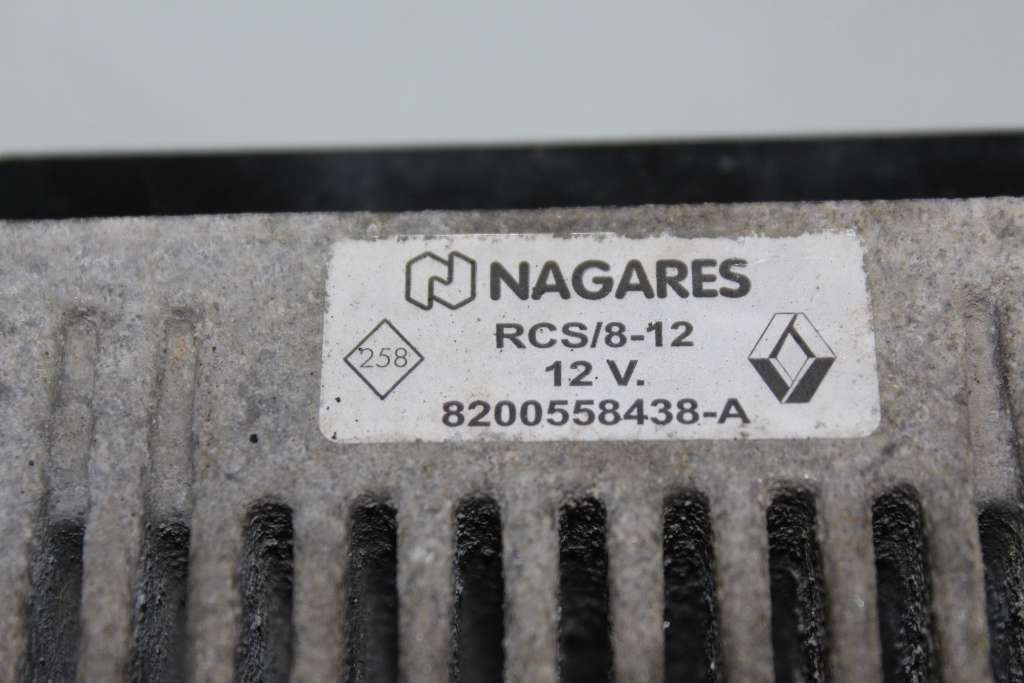 NAGARES
RCS/8-12
258
12 V.
8200558438-A